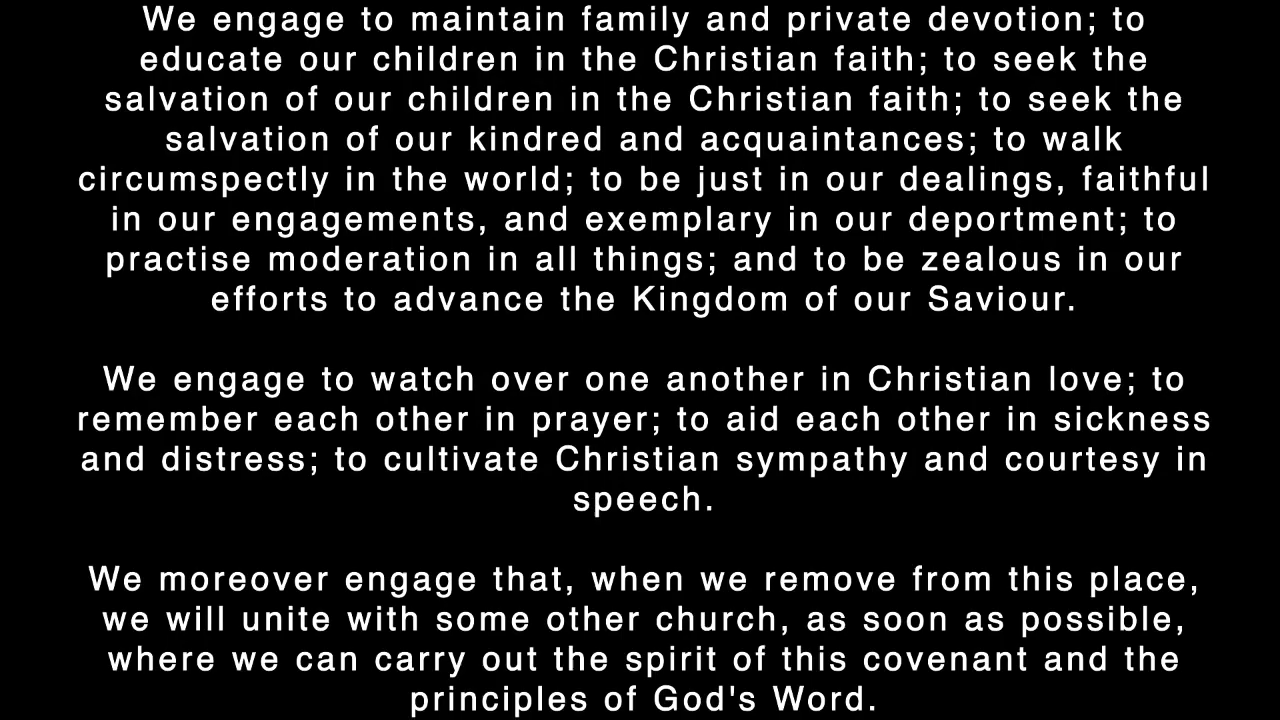 We engage to maintain family and private devotion; to
educate our children in the Christian faith; to seek the
salvation of our children in the Christian faith; to seek the
salvation of our kindred and acquaintances; to walk
circumspectly in the world; to be just in our dealings, faithful
in our engagements, and exemplary in our deportment; to
practise moderation in all things; and to be zealous in our
efforts to advance the Kingdom of our Saviour.
We engage to watch over one another in Christian love; to
remember each other in prayer; to aid each other in sickness
and distress; to cultivate Christian sympathy and courtesy in
speech.
We moreover engage that, when we remove from this place,
we will unite with some other church, as soon as possible,
where we can carry out the spirit of this covenant and the
principles of God's Word.